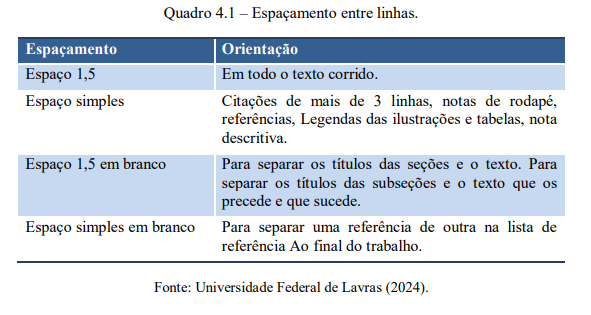 Quadro 4.1 – Espaçamento entre linhas.
Espaçamento Orientação
Espaço 1,5 Em todo o texto corrido.
Espaço simples Citações de mais de 3 linhas, notas de rodapé,
referências, Legendas das ilustrações e tabelas, nota
descritiva.
Espaço 1,5 em branco Para separar os títulos das seções e o texto. Para
separar os títulos das subseções e o texto que os
precede e que sucede.
Espaço simples em branco Para separar uma referência de outra na lista de
referência Ao final do trabalho.
Fonte: Universidade Federal de Lavras (2024).